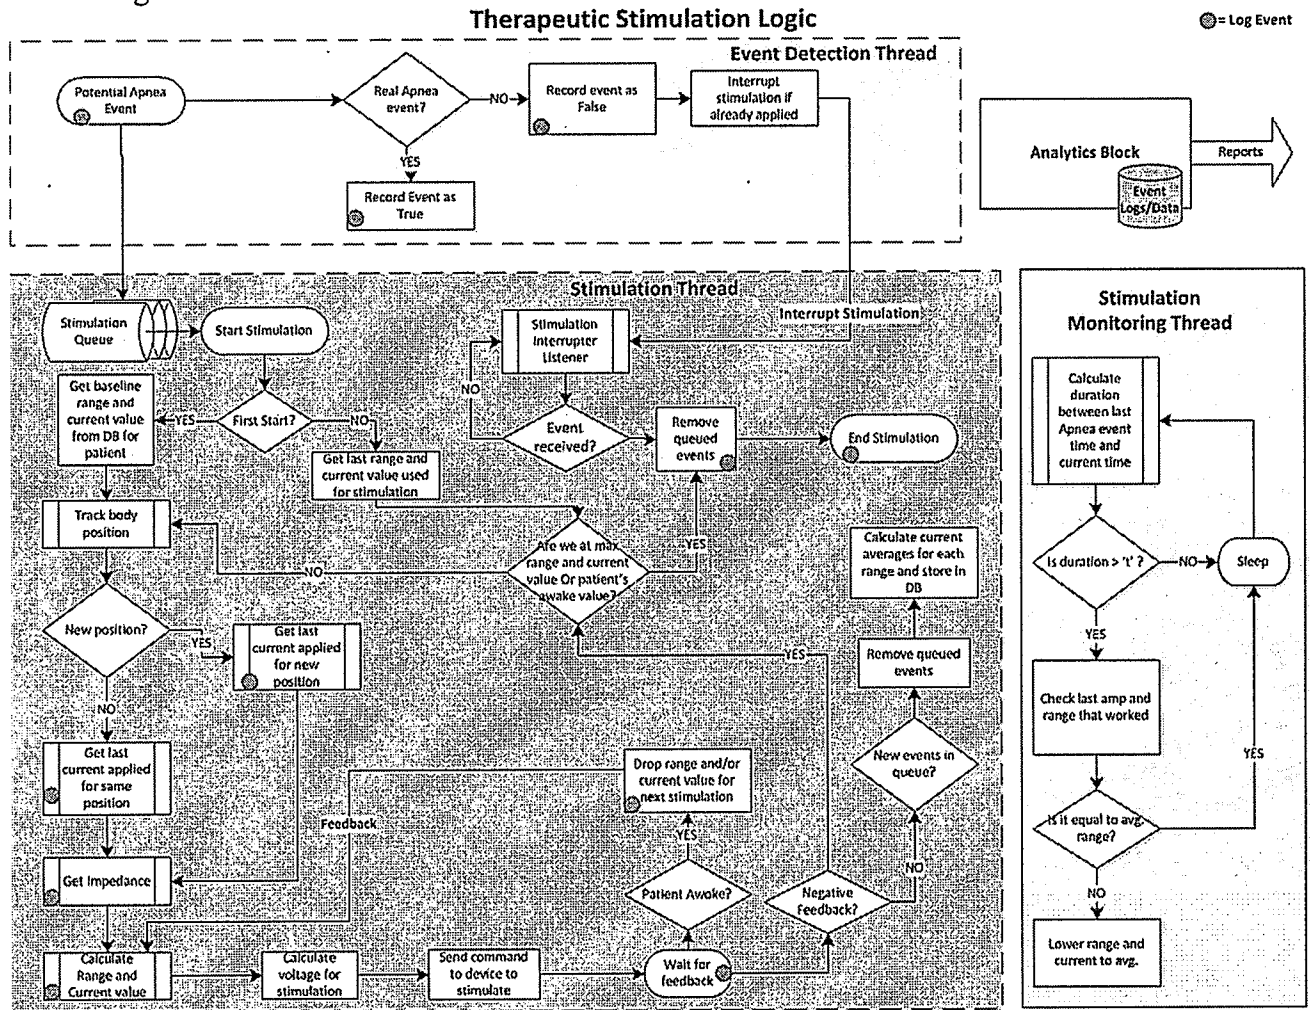 Therapeutic Stimulation Logic
= Log Event
Event Detection Thread
Potential Apnea
Event
Real Apnea
event?
NO
Record event as
False
Interrupt
stimulation if
already applied
YES
Record Event as
True
Analytics Block
Reports
Event
Logs/Data
Stimulation Thread
Interrupt Stimulation
Stimulation
Queue
Start Stimulation
Stimulation
Interrupter
Listener
NO
Get baseline
range and
current value
from DB for
patient
YES
First Start?
NO
Get last range and
current value used
for stimulation
Event
received?
Remove
queued
events
End Stimulation
Track body
position
NO
Are we at max
range and current
value Or patient's
awake value?
YES
Calculate current
averages for each
range and store in
DB
New position?
YES
Get last
current applied
for new
position
YES
Remove queued
events
NO
Get last
current applied
for same
position
Drop range and/or
current value for
next stimulation
New events in
queue?
Feedback
YES
Get Impedance
Patient Awoke?
Negative
Feedback?
NO
Calculate
Range and
Current value
Calculate
voltage for
stimulation
Send command
to device to
stimulate
Wait for
feedback
Stimulation
Monitoring Thread
Calculate
duration
between last
Apnea event
time and
current time
Is duration > 't' ?
NO
Sleep
YES
Check last amp and
range that worked
YES
Is it equal to avg.
range?
NO
Lower range and
current to avg.